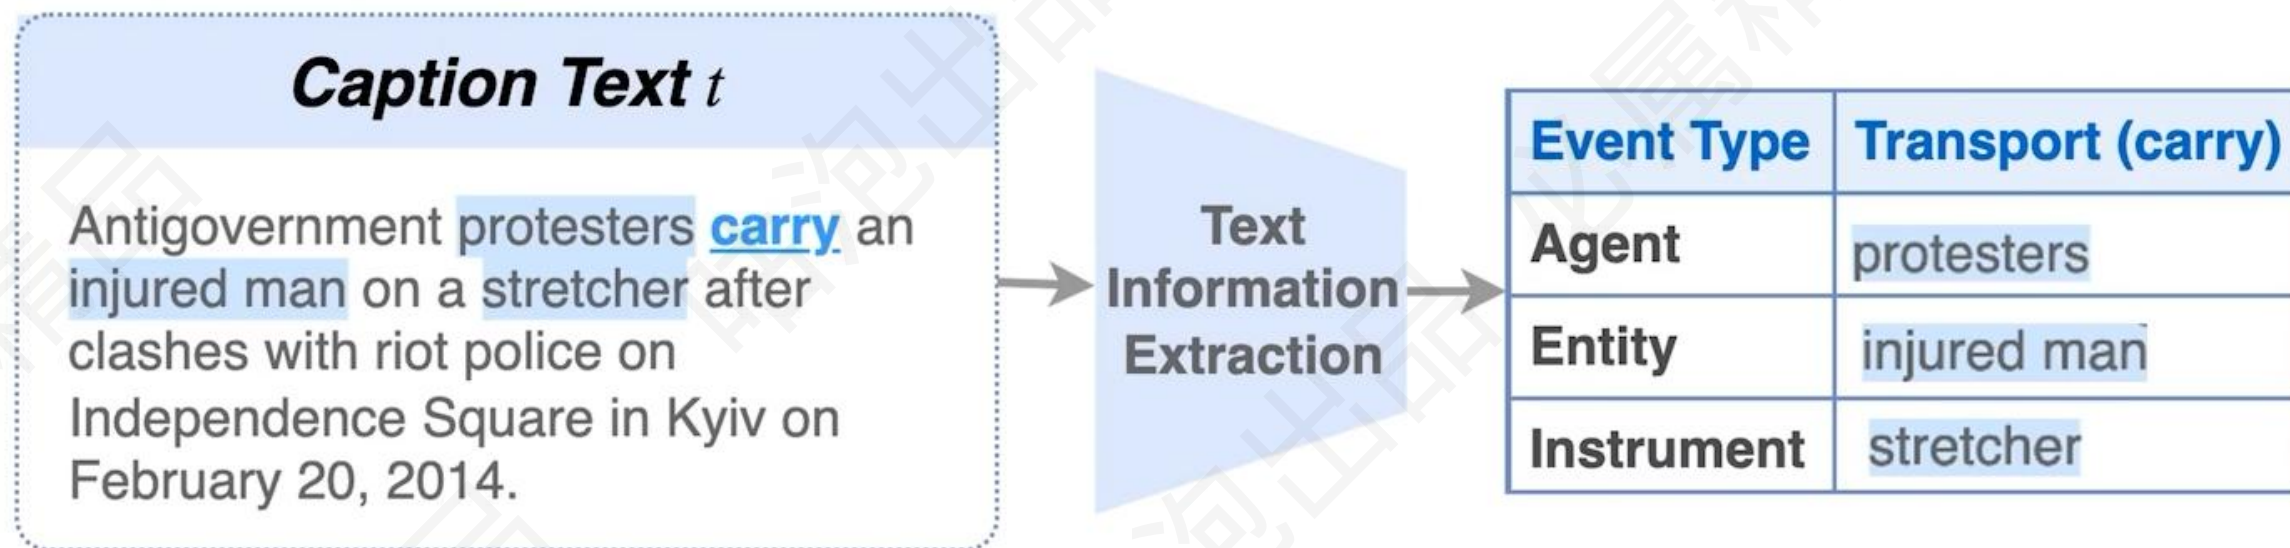 Caption Text t
Antigovernment protesters carry an
injured man on a stretcher after
clashes with riot police on
Independence Square in Kyiv on
February 20, 2014.
Text
Information
Extraction
Event Type Transport (carry)
Agent protesters
Entity injured man
Instrument stretcher